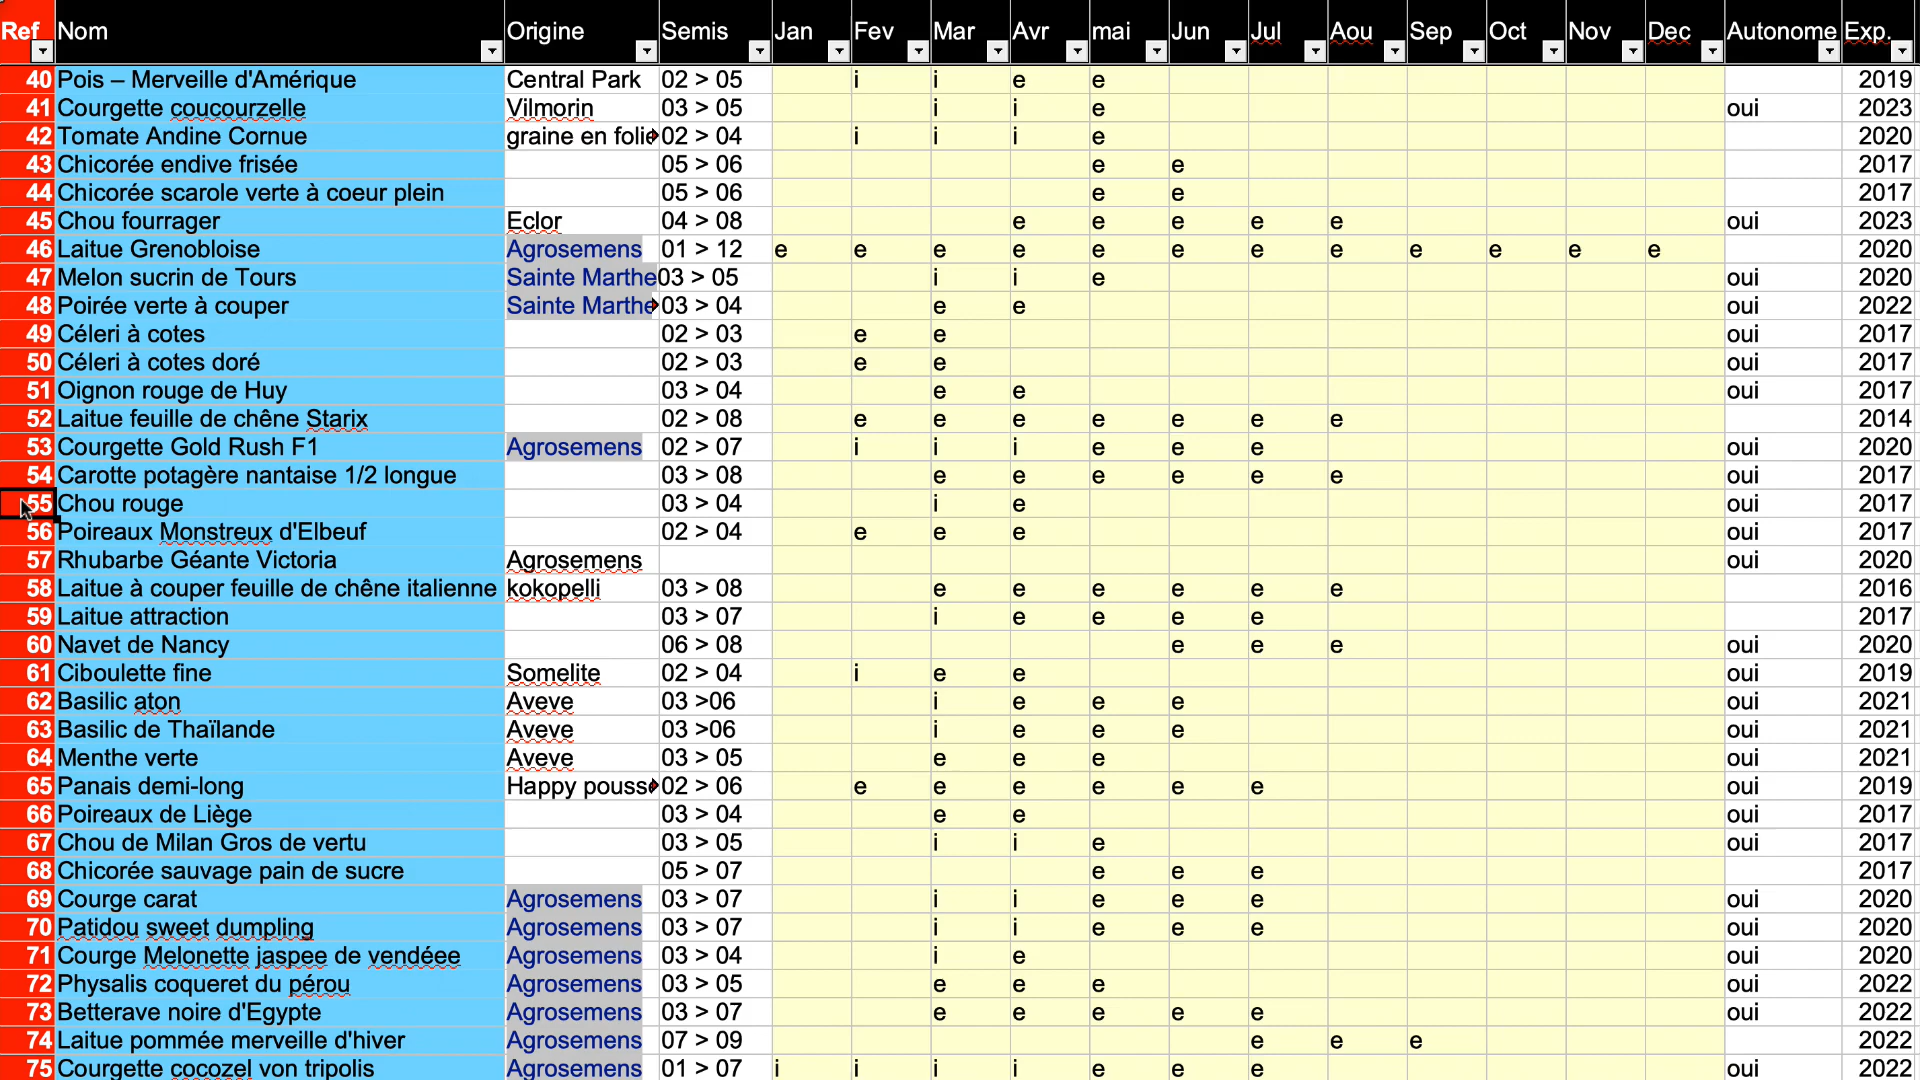 Ref Nom Origine Semis Jan Fev Mar Avr mai Jun Jul Aou Sep Oct Nov Dec Autonome Exp.
40 Pois – Merveille d'Amérique Central Park 02 > 05 i i e e 2019
41 Courgette coucourzelle Vilmorin 03 > 05 i i e oui 2023
42 Tomate Andine Cornue graine en folie 02 > 04 i i i e 2020
43 Chicorée endive frisée 05 > 06 e e 2017
44 Chicorée scarole verte à coeur plein 05 > 06 e e 2017
45 Chou fourrager Eclor 04 > 08 e e e e e oui 2023
46 Laitue Grenobloise Agrosemens 01 > 12 e e e e e e e e e e e e 2020
47 Melon sucrin de Tours Sainte Marthe 03 > 05 i i e oui 2020
48 Poirée verte à couper Sainte Marthe 03 > 04 e e oui 2022
49 Céleri à cotes 02 > 03 e e oui 2017
50 Céleri à cotes doré 02 > 03 e e oui 2017
51 Oignon rouge de Huy 03 > 04 e e oui 2017
52 Laitue feuille de chêne Starix 02 > 08 e e e e e e e 2014
53 Courgette Gold Rush F1 Agrosemens 02 > 07 i i i e e e oui 2020
54 Carotte potagère nantaise 1/2 longue 03 > 08 e e e e e e oui 2017
55 Chou rouge 03 > 04 i e oui 2017
56 Poireaux Monstreux d'Elbeuf 02 > 04 e e e oui 2017
57 Rhubarbe Géante Victoria Agrosemens oui 2020
58 Laitue à couper feuille de chêne italienne kokopelli 03 > 08 e e e e e e 2016
59 Laitue attraction 03 > 07 i e e e e 2017
60 Navet de Nancy 06 > 08 e e e oui 2020
61 Ciboulette fine Somelite 02 > 04 i e e oui 2019
62 Basilic aton Aveve 03 >06 i e e e oui 2021
63 Basilic de Thaïlande Aveve 03 >06 i e e e oui 2021
64 Menthe verte Aveve 03 > 05 e e e oui 2021
65 Panais demi-long Happy pousse 02 > 06 e e e e e e oui 2019
66 Poireaux de Liège 03 > 04 e e oui 2017
67 Chou de Milan Gros de vertu 03 > 05 i i e oui 2017
68 Chicorée sauvage pain de sucre 05 > 07 e e e 2017
69 Courge carat Agrosemens 03 > 07 i i e e e oui 2020
70 Patidou sweet dumpling Agrosemens 03 > 07 i i e e e oui 2020
71 Courge Melonette jaspee de vendéee Agrosemens 03 > 04 i e oui 2020
72 Physalis coqueret du pérou Agrosemens 03 > 05 e e e oui 2022
73 Betterave noire d'Egypte Agrosemens 03 > 07 e e e e e oui 2022
74 Laitue pommée merveille d'hiver Agrosemens 07 > 09 e e e 2022
75 Courgette cocozel von tripolis Agrosemens 01 > 07 i i i i e e e oui 2022